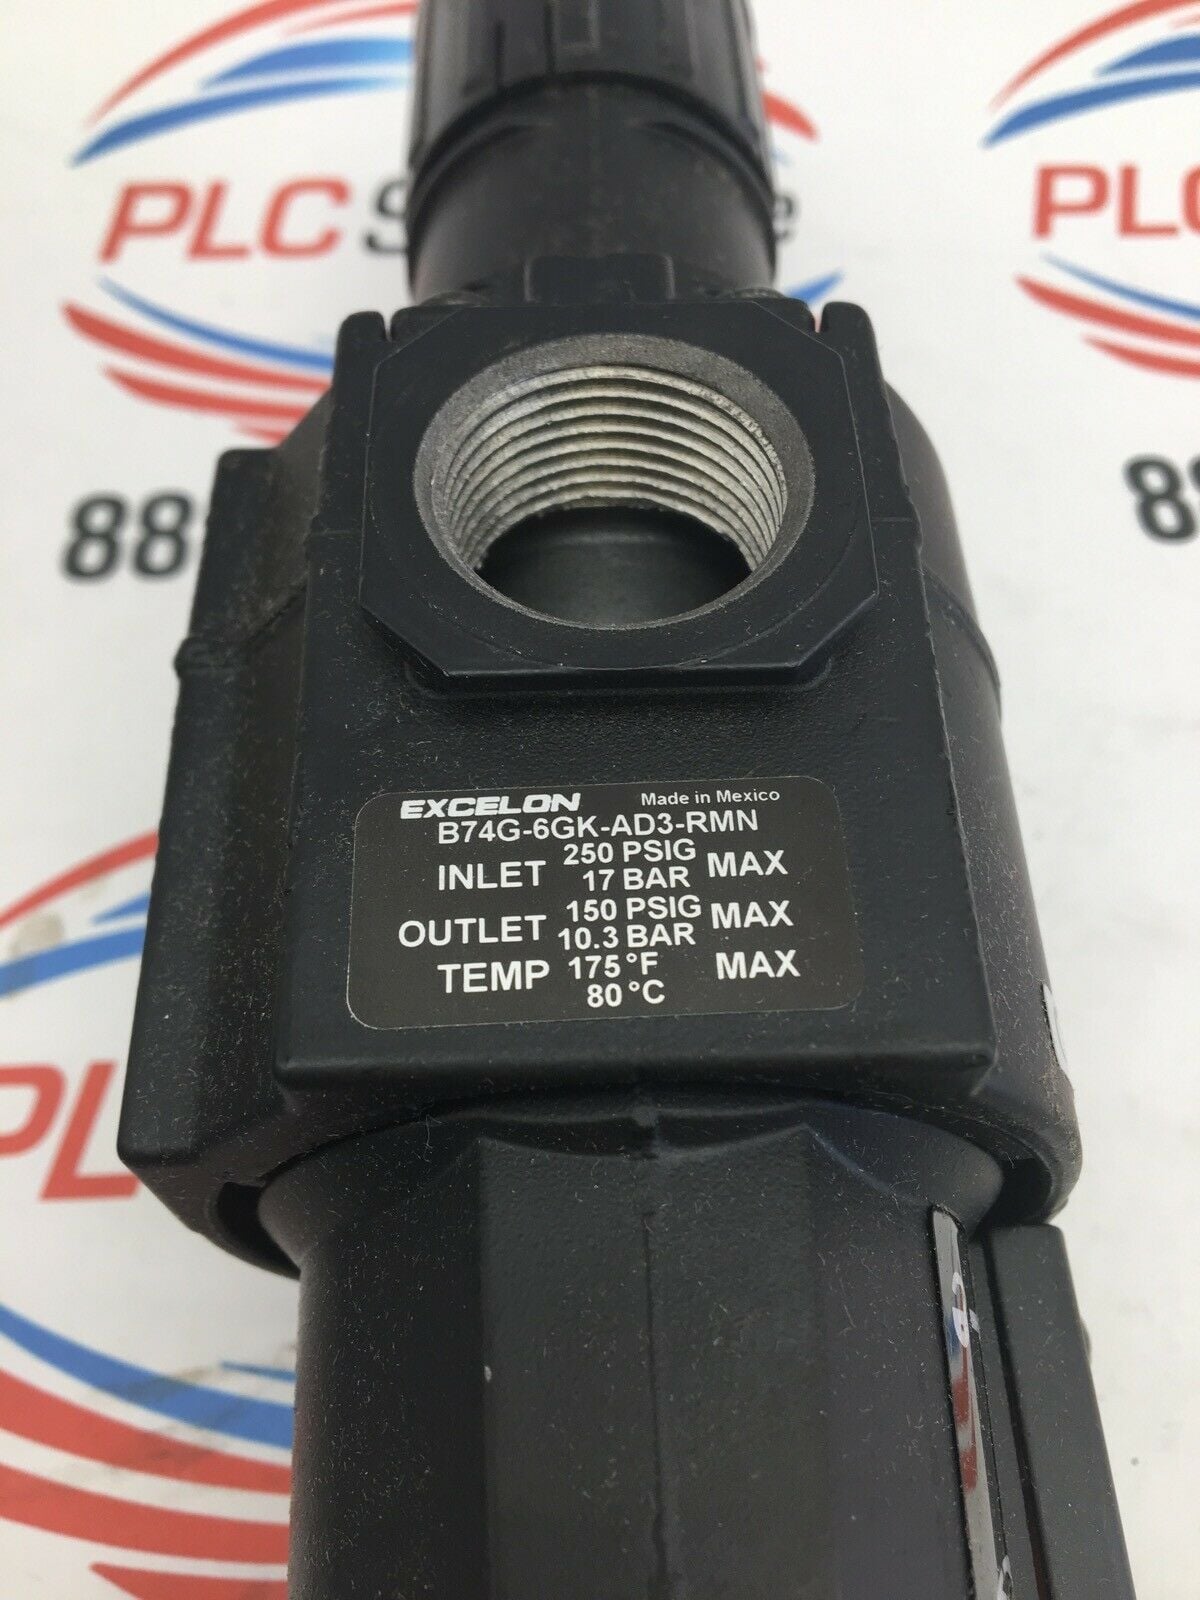 PLC S e
PLC
88
88
EXCELON Made in Mexico
B74G-6GK-AD3-RMN
INLET 250 PSIG 17 BAR MAX
OUTLET 150 PSIG 10.3 BAR MAX
TEMP 175°F 80°C MAX
PL
PLC